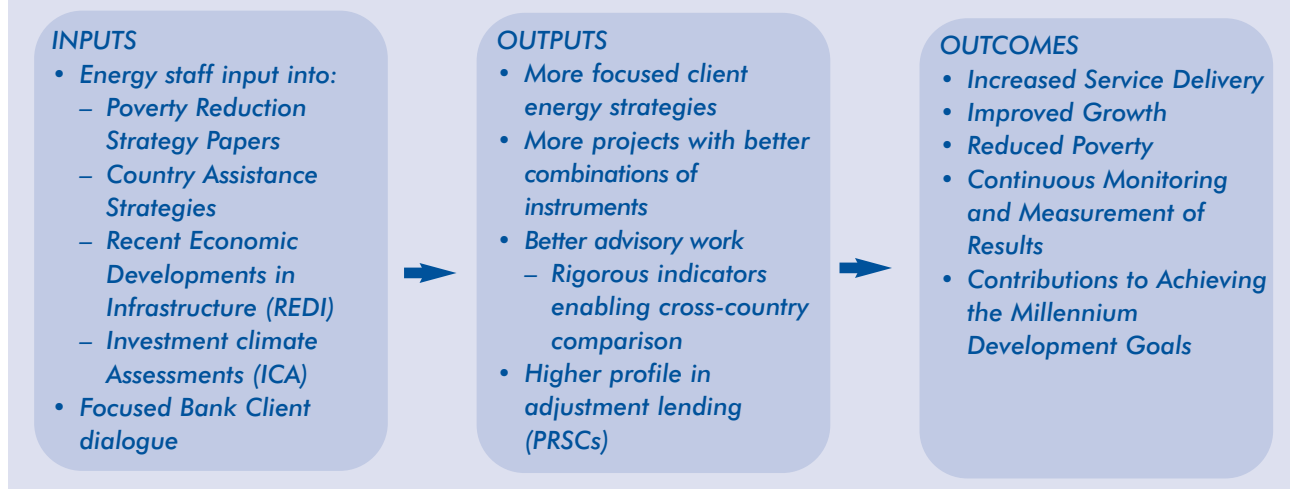 INPUTS
• Energy staff input into:
– Poverty Reduction
Strategy Papers
– Country Assistance
Strategies
– Recent Economic
Developments in
Infrastructure (REDI)
– Investment climate
Assessments (ICA)
• Focused Bank Client
dialogue
OUTPUTS
• More focused client
energy strategies
• More projects with better
combinations of
instruments
• Better advisory work
– Rigorous indicators
enabling cross-country
comparison
• Higher profile in
adjustment lending
(PRSCs)
OUTCOMES
• Increased Service Delivery
• Improved Growth
• Reduced Poverty
• Continuous Monitoring
and Measurement of
Results
• Contributions to Achieving
the Millennium
Development Goals